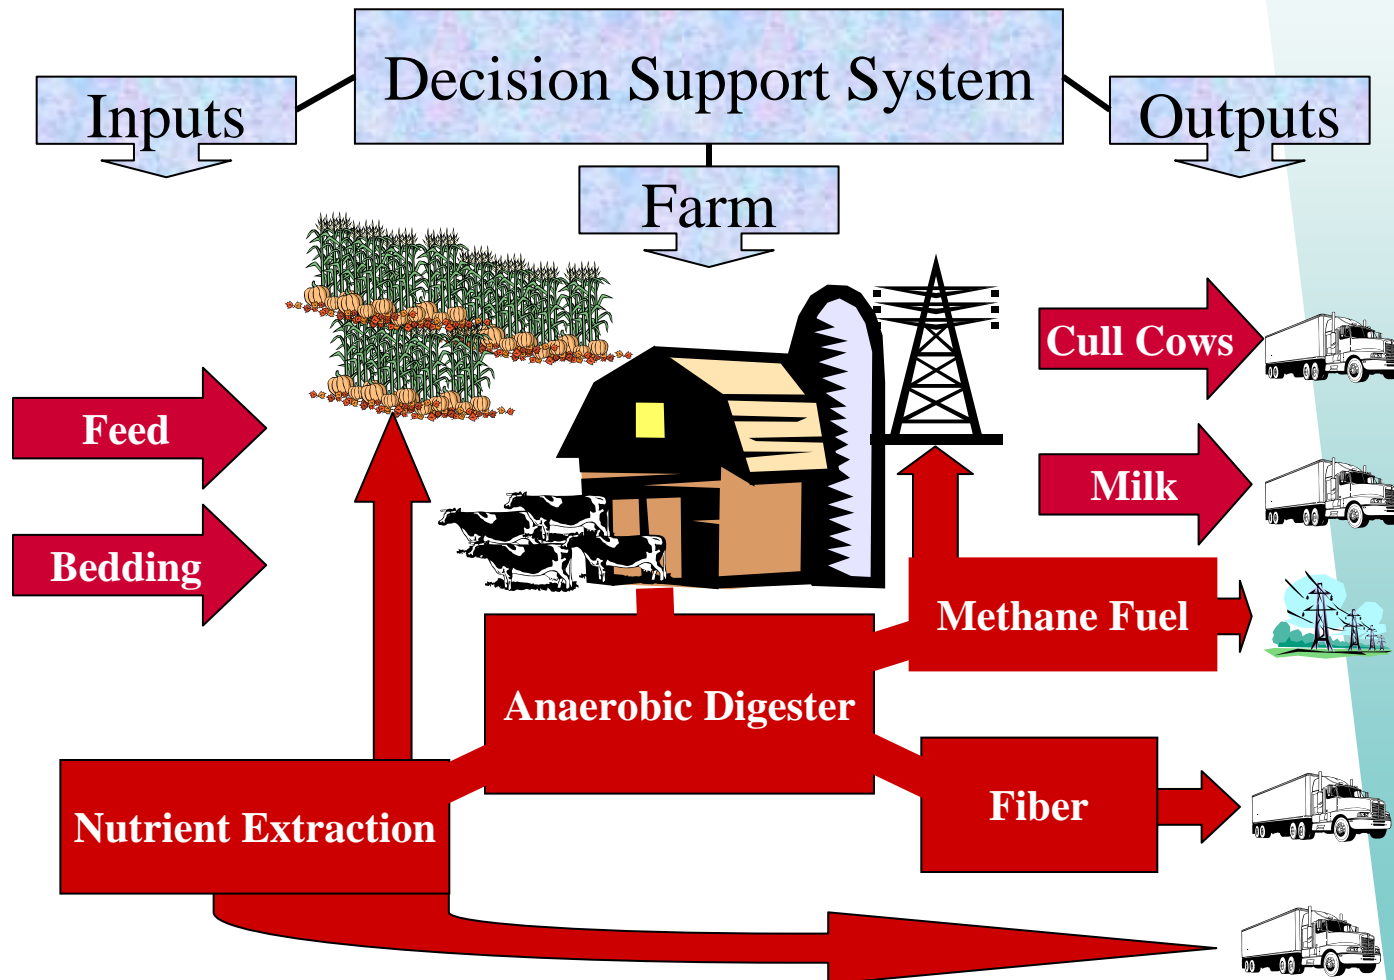 Decision Support System
Inputs
Outputs
Farm
Cull Cows
Feed
Milk
Bedding
Methane Fuel
Anaerobic Digester
Nutrient Extraction
Fiber